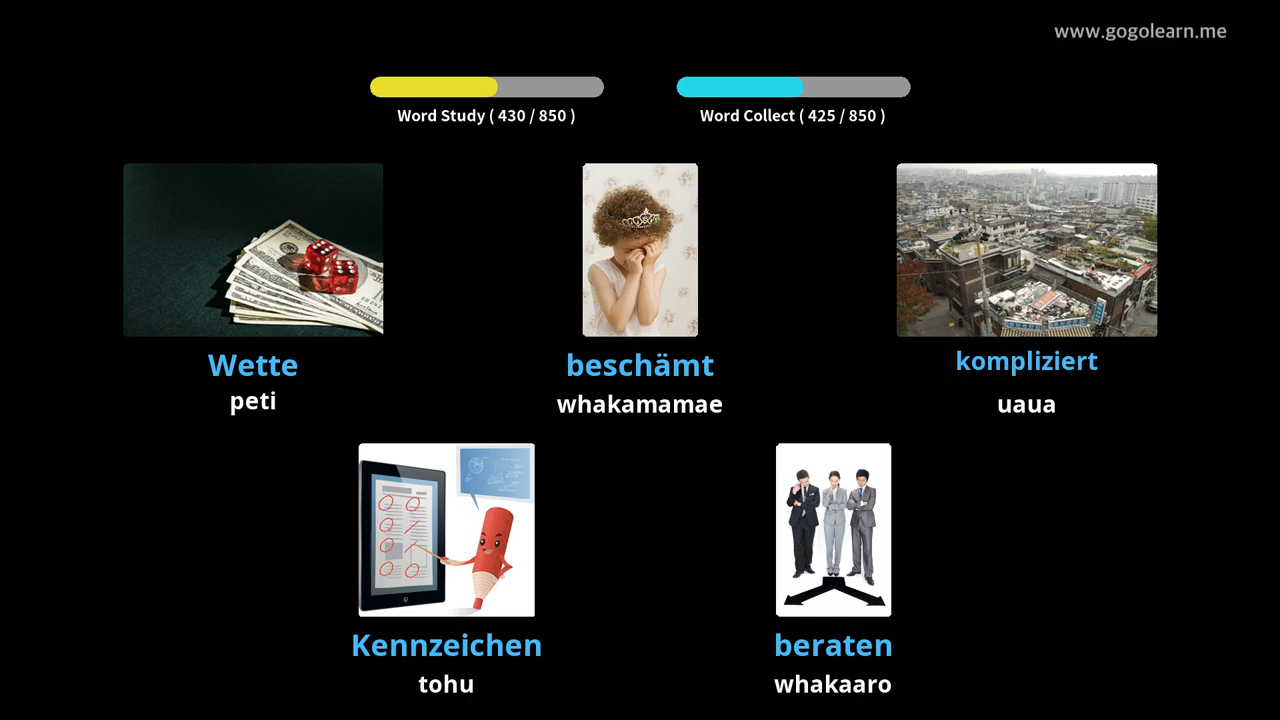 www.gogolearn.me
Word Study ( 430 / 850 )
Word Collect ( 425 / 850 )
Wette
peti
beschämt
whakamamae
kompliziert
uaua
Kennzeichen
tohu
beraten
whakaaro